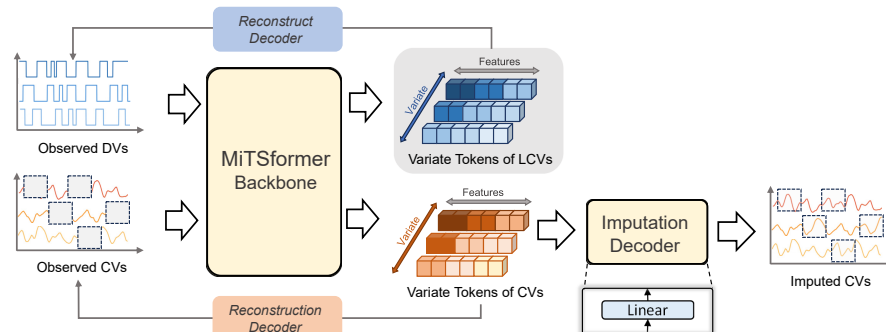 Reconstruct
Decoder
Observed DVs
MiTSformer
Backbone
Features
Variate
Variate Tokens of LCVs
Observed CVs
Features
Variate
Variate Tokens of CVs
Imputation
Decoder
Linear
Imputed CVs
Reconstruction
Decoder